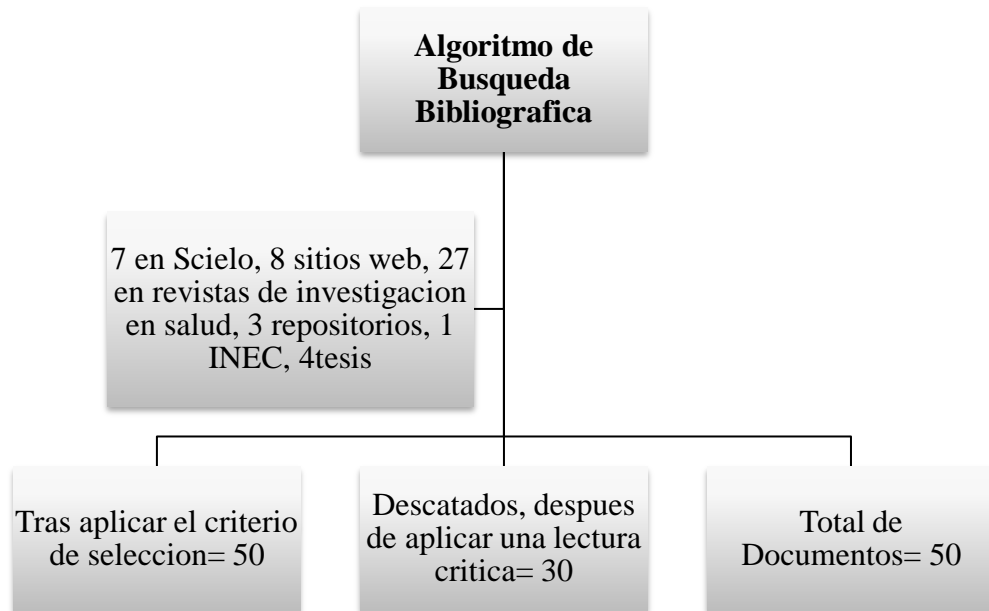 Algoritmo de
Busqueda
Bibliografica
7 en Scielo, 8 sitios web, 27
en revistas de investigacion
en salud, 3 repositorios, 1
INEC, 4tesis
Tras aplicar el criterio
de seleccion= 50
Descatados, despues
de aplicar una lectura
critica= 30
Total de
Documentos= 50